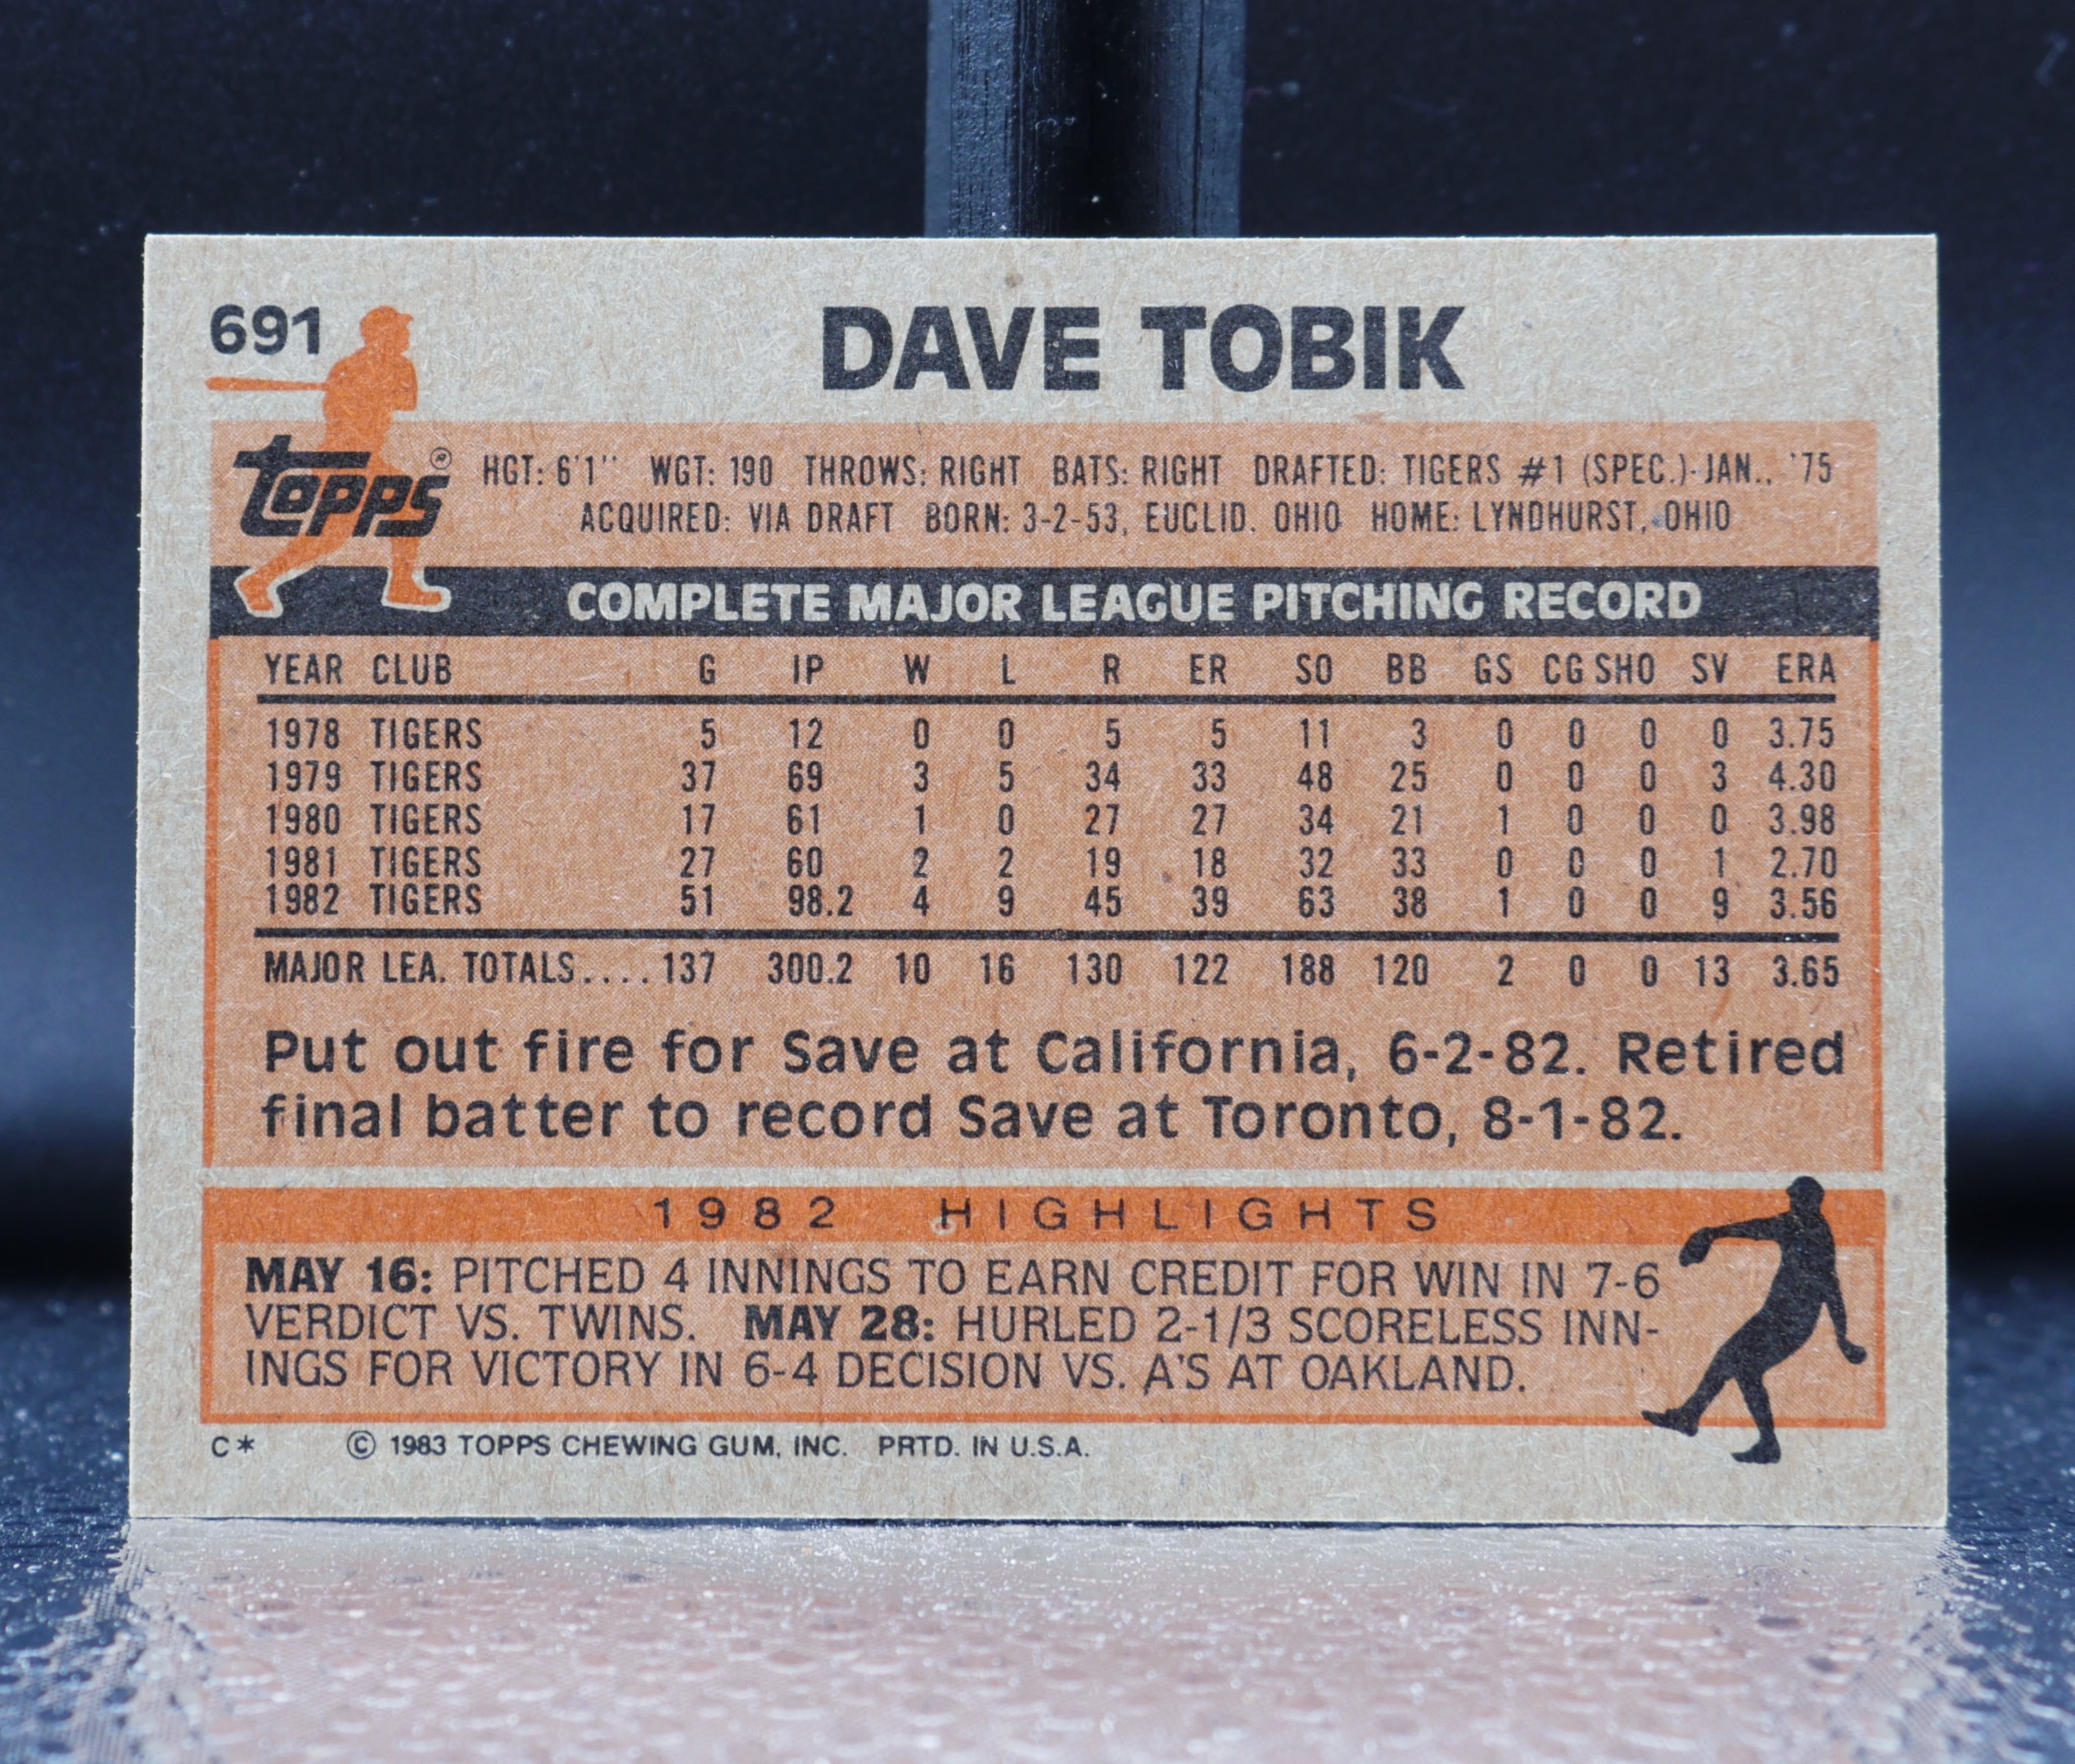 691
DAVE TOBIK
topps®
HGT: 6'1" WGT: 190 THROWS: RIGHT BATS: RIGHT DRAFTED: TIGERS #1 (SPEC.)-JAN., '75
ACQUIRED: VIA DRAFT BORN: 3-2-53, EUCLID, OHIO HOME: LYNDHURST, OHIO
COMPLETE MAJOR LEAGUE PITCHING RECORD
YEAR CLUB G IP W L R ER SO BB GS CG SHO SV ERA
1978 TIGERS 5 12 0 0 5 5 11 3 0 0 0 0 3.75
1979 TIGERS 37 69 3 5 34 33 48 25 0 0 0 3 4.30
1980 TIGERS 17 61 1 0 27 27 34 21 1 0 0 0 3.98
1981 TIGERS 27 60 2 2 19 18 32 33 0 0 0 1 2.70
1982 TIGERS 51 98.2 4 9 45 39 63 38 1 0 0 9 3.56
MAJOR LEA. TOTALS.... 137 300.2 10 16 130 122 188 120 2 0 0 13 3.65
Put out fire for Save at California, 6-2-82. Retired
final batter to record Save at Toronto, 8-1-82.
1982 HIGHLIGHTS
MAY 16: PITCHED 4 INNINGS TO EARN CREDIT FOR WIN IN 7-6
VERDICT VS. TWINS. MAY 28: HURLED 2-1/3 SCORELESS INN-
INGS FOR VICTORY IN 6-4 DECISION VS. A'S AT OAKLAND.
C* © 1983 TOPPS CHEWING GUM, INC. PRTD. IN U.S.A.